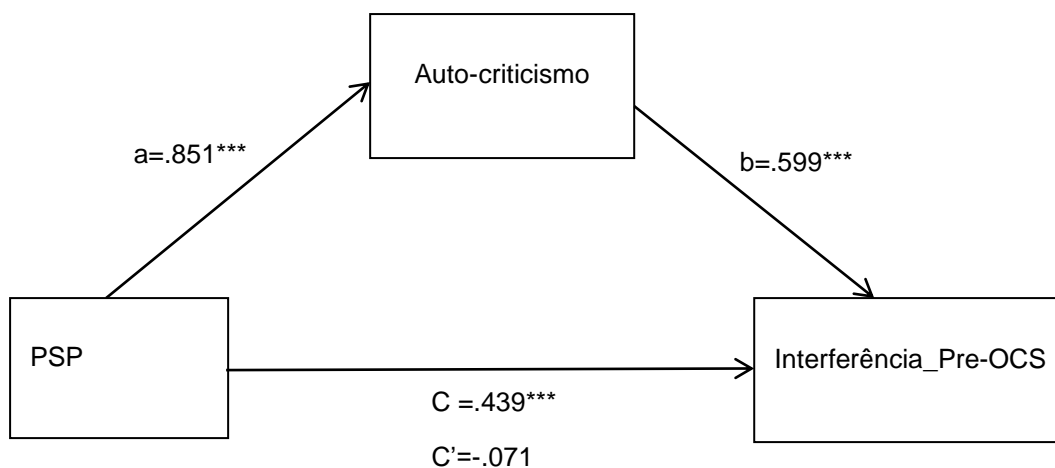 Auto-criticismo
a=.851***
b=.599***
PSP
Interferência_Pre-OCS
C =.439***
C’=-.071